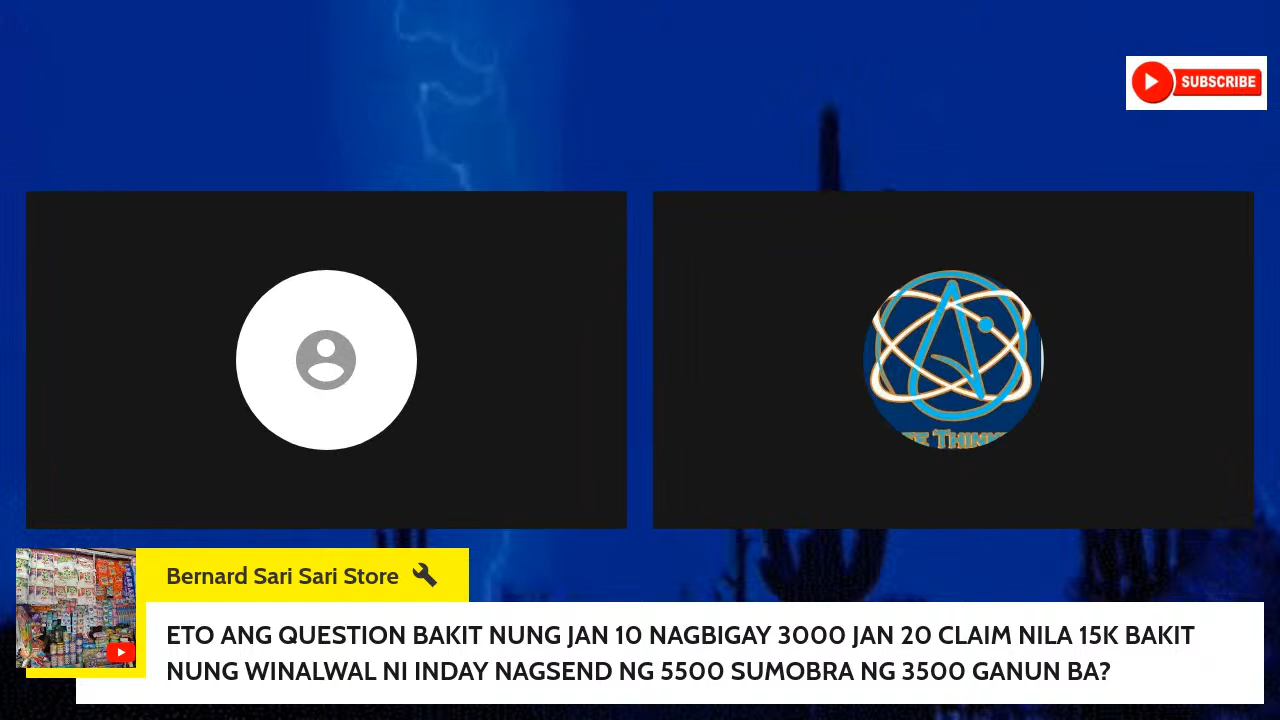 SUBSCRIBE
Bernard Sari Sari Store
ETO ANG QUESTION BAKIT NUNG JAN 10 NAGBIGAY 3000 JAN 20 CLAIM NILA 15K BAKIT
NUNG WINALWAL NI INDAY NAGSEND NG 5500 SUMOBRA NG 3500 GANUN BA?